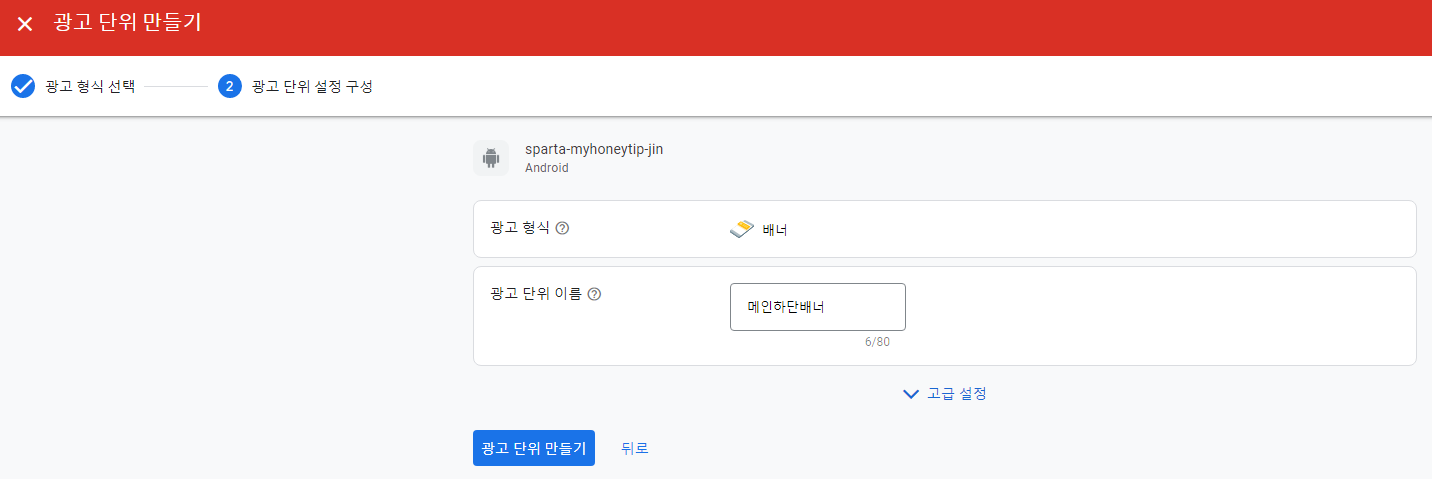 광고 단위 만들기
광고 형식 선택
2 광고 단위 설정 구성
sparta-myhoneytip-jin
Android
광고 형식 ?
배너
광고 단위 이름 ?
메인하단배너
6/80
고급 설정
광고 단위 만들기
뒤로